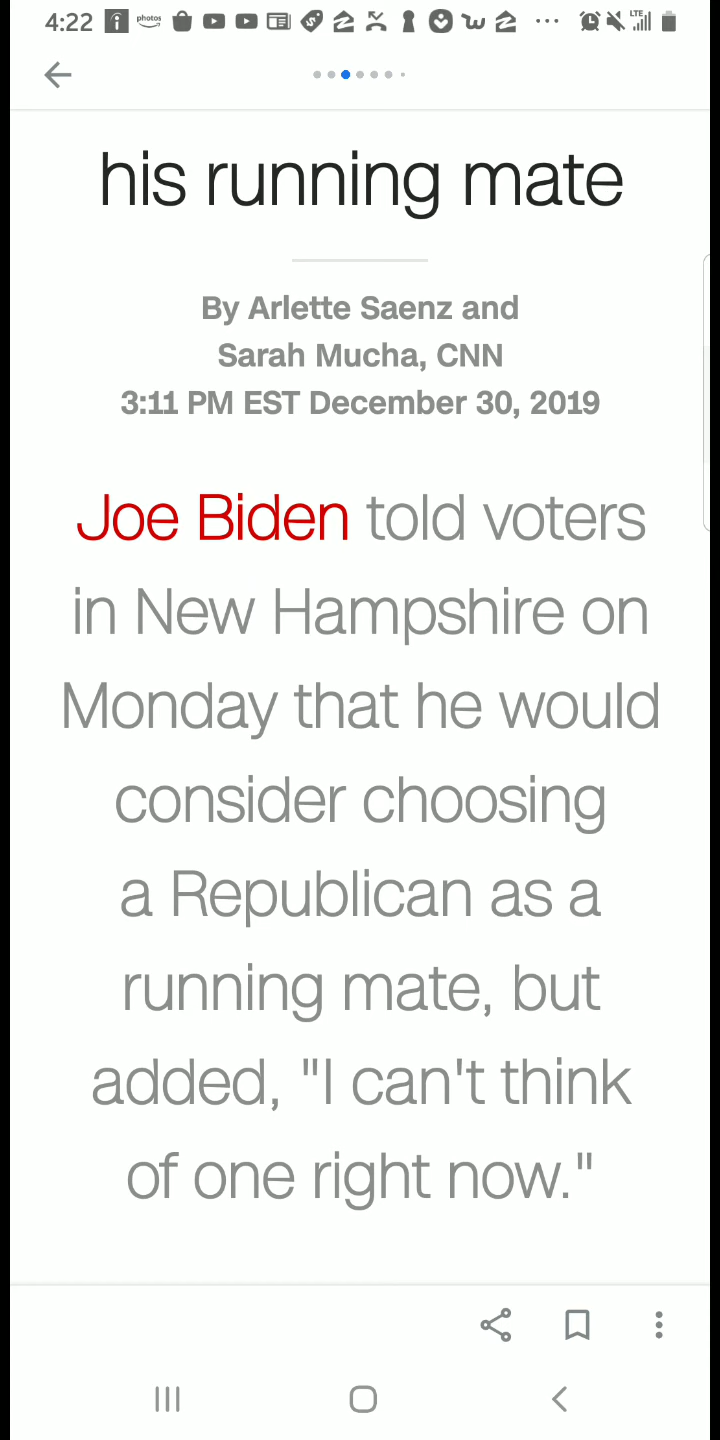 4:22
photos
LTE
his running mate
By Arlette Saenz and
Sarah Mucha, CNN
3:11 PM EST December 30, 2019
Joe Biden told voters
in New Hampshire on
Monday that he would
consider choosing
a Republican as a
running mate, but
added, "I can't think
of one right now."